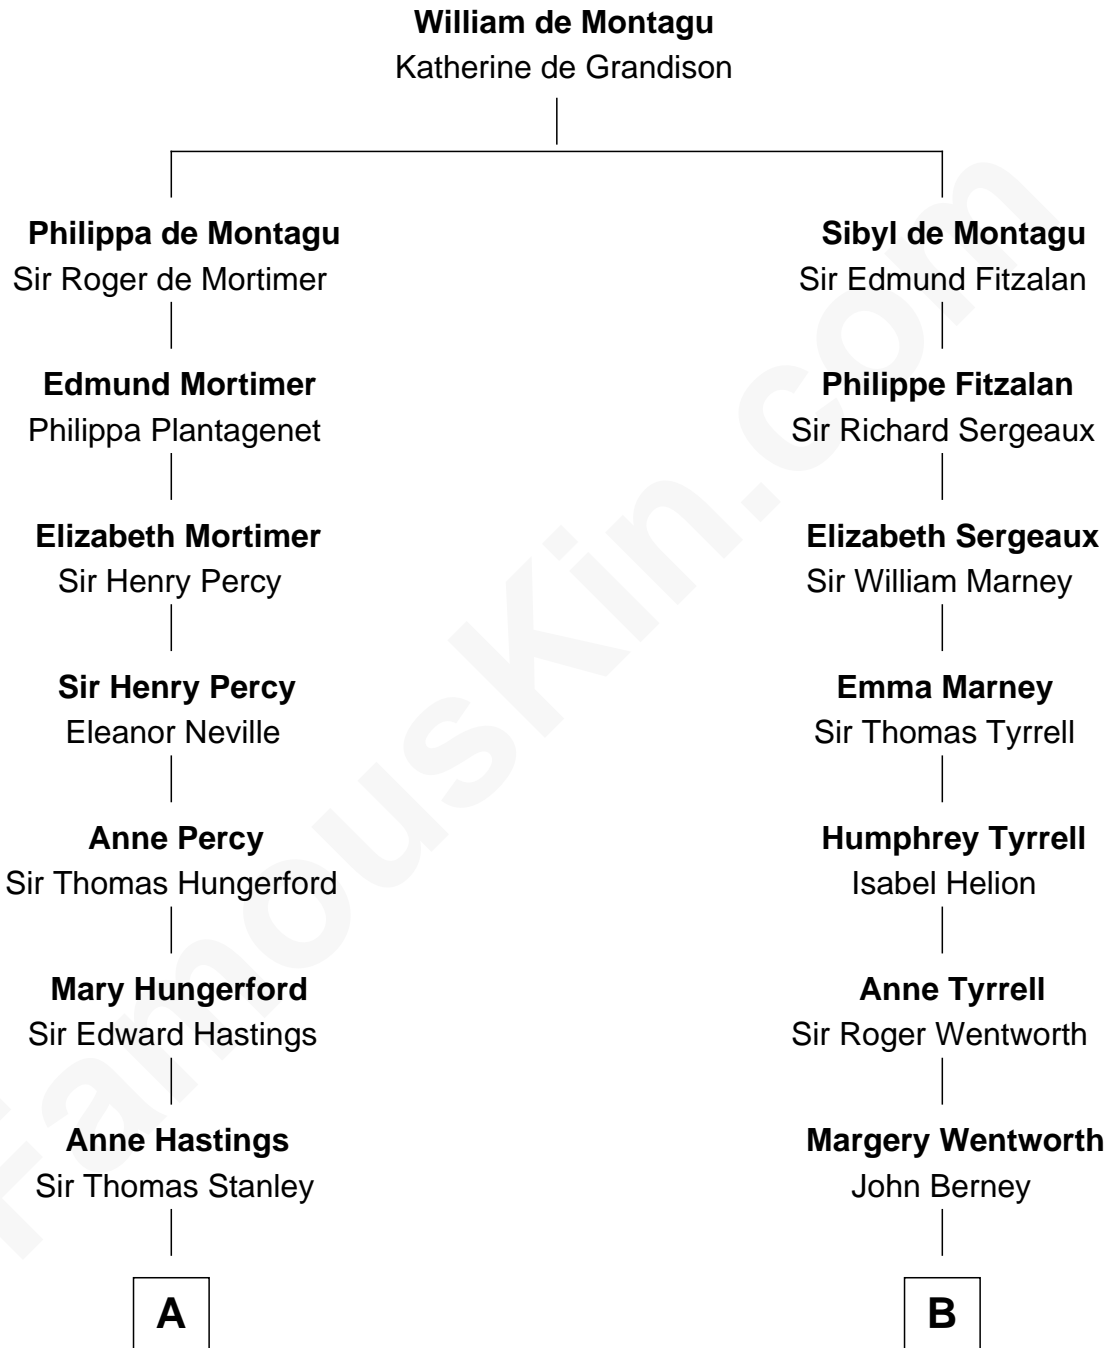 William de Montagu
Katherine de Grandison
Philippa de Montagu
Sir Roger de Mortimer
Sibyl de Montagu
Sir Edmund Fitzalan
Edmund Mortimer
Philippa Plantagenet
Philippe Fitzalan
Sir Richard Sergeaux
Elizabeth Mortimer
Sir Henry Percy
Elizabeth Sergeaux
Sir William Marney
Sir Henry Percy
Eleanor Neville
Emma Marney
Sir Thomas Tyrrell
Anne Percy
Sir Thomas Hungerford
Humphrey Tyrrell
Isabel Helion
Mary Hungerford
Sir Edward Hastings
Anne Tyrrell
Sir Roger Wentworth
Anne Hastings
Sir Thomas Stanley
Margery Wentworth
John Berney
A
B
FamousKin.com